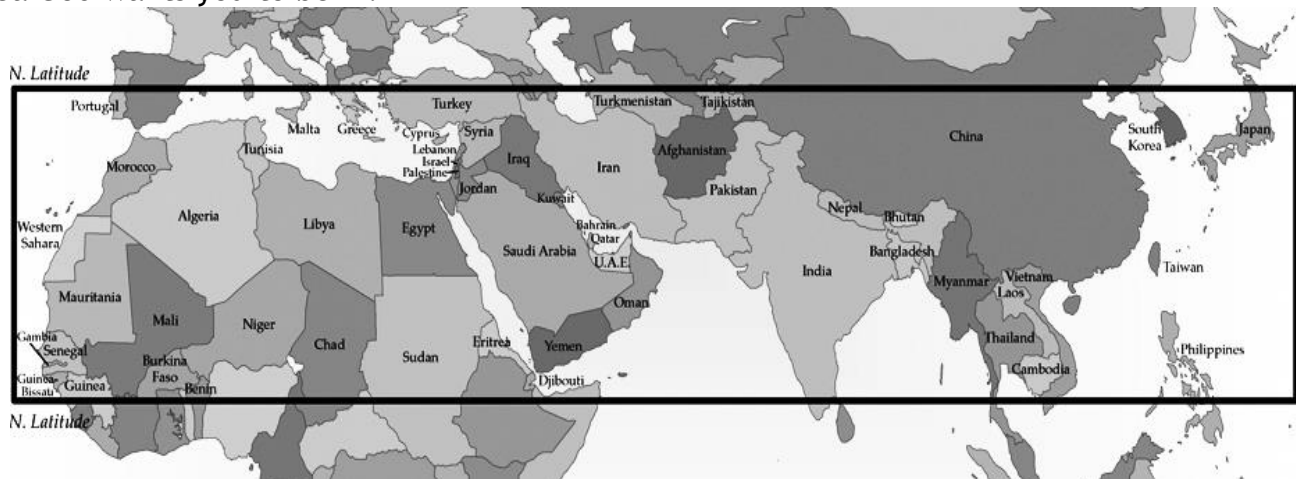 N. Latitude
Portugal
Malta
Greece
Turkey
Cyprus
Lebanon
Israel
Palestine
Syria
Turkmenistan
Tajikistan
China
South
Korea
Japan
Tunisia
Morocco
Iraq
Iran
Afghanistan
Jordan
Kuwait
Pakistan
Western
Sahara
Algeria
Libya
Egypt
Saudi Arabia
Bahrain
Qatar
U.A.E
Nepal
Bhutan
Bangladesh
India
Myanmar
Vietnam
Laos
Taiwan
Mauritania
Mali
Niger
Chad
Sudan
Eritrea
Yemen
Oman
Thailand
Cambodia
Philippines
Gambia
Senegal
Guinea-
Bissau
Guinea
Burkina
Faso
Benin
Djibouti
N. Latitude